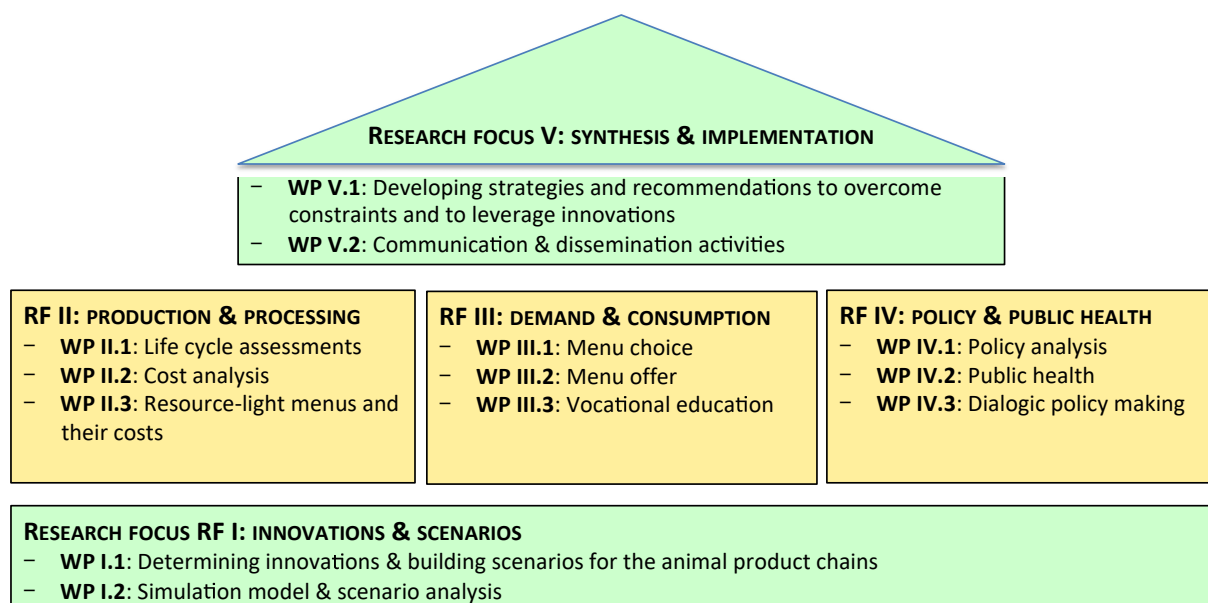 RESEARCH FOCUS V: SYNTHESIS & IMPLEMENTATION
– WP V.1: Developing strategies and recommendations to overcome
constraints and to leverage innovations
– WP V.2: Communication & dissemination activities
RF II: PRODUCTION & PROCESSING
– WP II.1: Life cycle assessments
– WP II.2: Cost analysis
– WP II.3: Resource-light menus and
their costs
RF III: DEMAND & CONSUMPTION
– WP III.1: Menu choice
– WP III.2: Menu offer
– WP III.3: Vocational education
RF IV: POLICY & PUBLIC HEALTH
– WP IV.1: Policy analysis
– WP IV.2: Public health
– WP IV.3: Dialogic policy making
RESEARCH FOCUS RF I: INNOVATIONS & SCENARIOS
– WP I.1: Determining innovations & building scenarios for the animal product chains
– WP I.2: Simulation model & scenario analysis